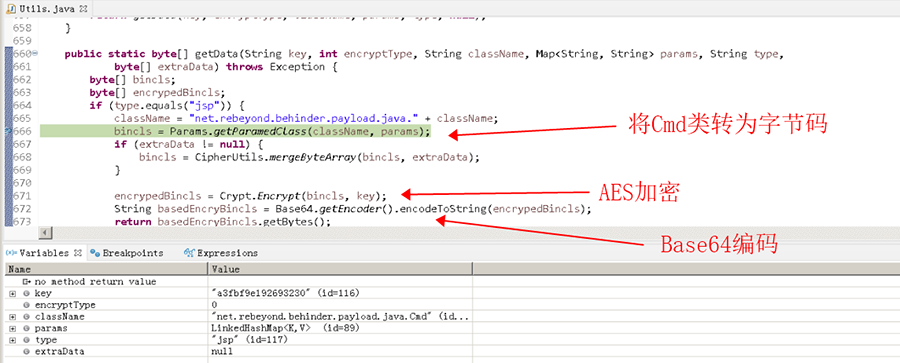 Utils.java
658 }
659
660 public static byte[] getData(String key, int encryptType, String className, Map<String, String> params, String type,
661 byte[] extraData) throws Exception {
662 byte[] bincls;
663 byte[] encrypedBincls;
664 if (type.equals("jsp")) {
665 className = "net.rebeyond.behinder.payload.java." + className;
666 bincls = Params.getParamedClass(className, params);
667 if (extraData != null) {
668 bincls = CipherUtils.mergeByteArray(bincls, extraData);
669 }
670
671 encrypedBincls = Crypt.Encrypt(bincls, key);
672 String basedEncryBincls = Base64.getEncoder().encodeToString(encrypedBincls);
673 return basedEncryBincls.getBytes();
将Cmd类转为字节码
AES加密
Base64编码
Variables Breakpoints Expressions
Name Value
no method return value
key "a3fbf9e192693230" (id=116)
encryptType 0
className "net.rebeyond.behinder.payload.java.Cmd" (id...
params LinkedHashMap<K,V> (id=89)
type "jsp" (id=117)
extraData null